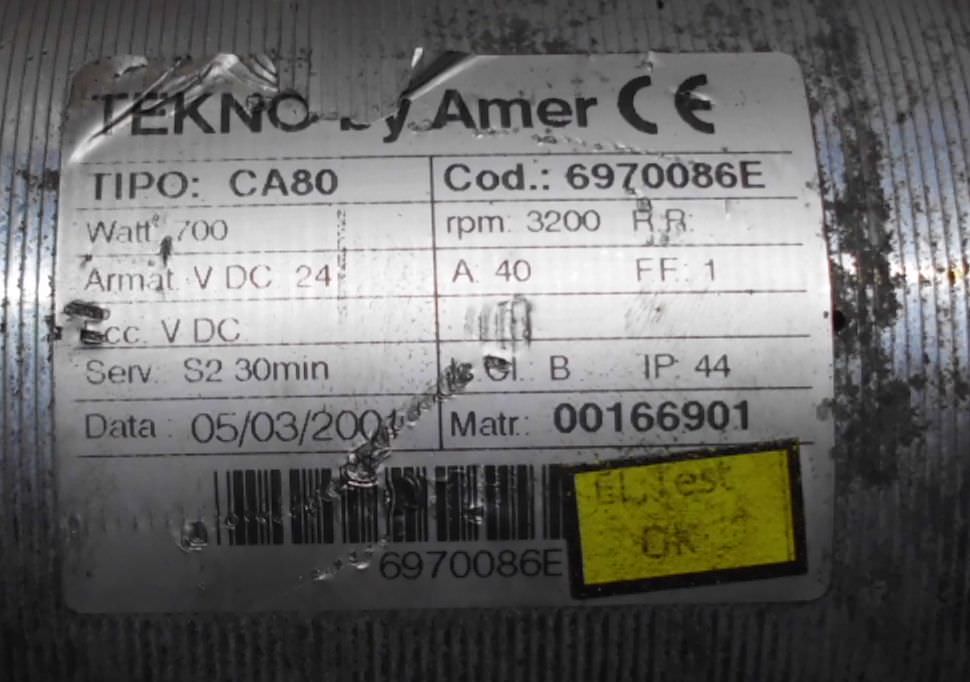 TEKNO by Amer CE
TIPO: CA80 Cod.: 6970086E
Watt: 700 rpm: 3200 R.R:
Armat. V DC 24 A: 40 F.F.: 1
Ecc. V DC
Serv. S2 30min Is. Cl. B IP: 44
Data : 05/03/2001 Matr.: 00166901
6970086E
El. Test
OK